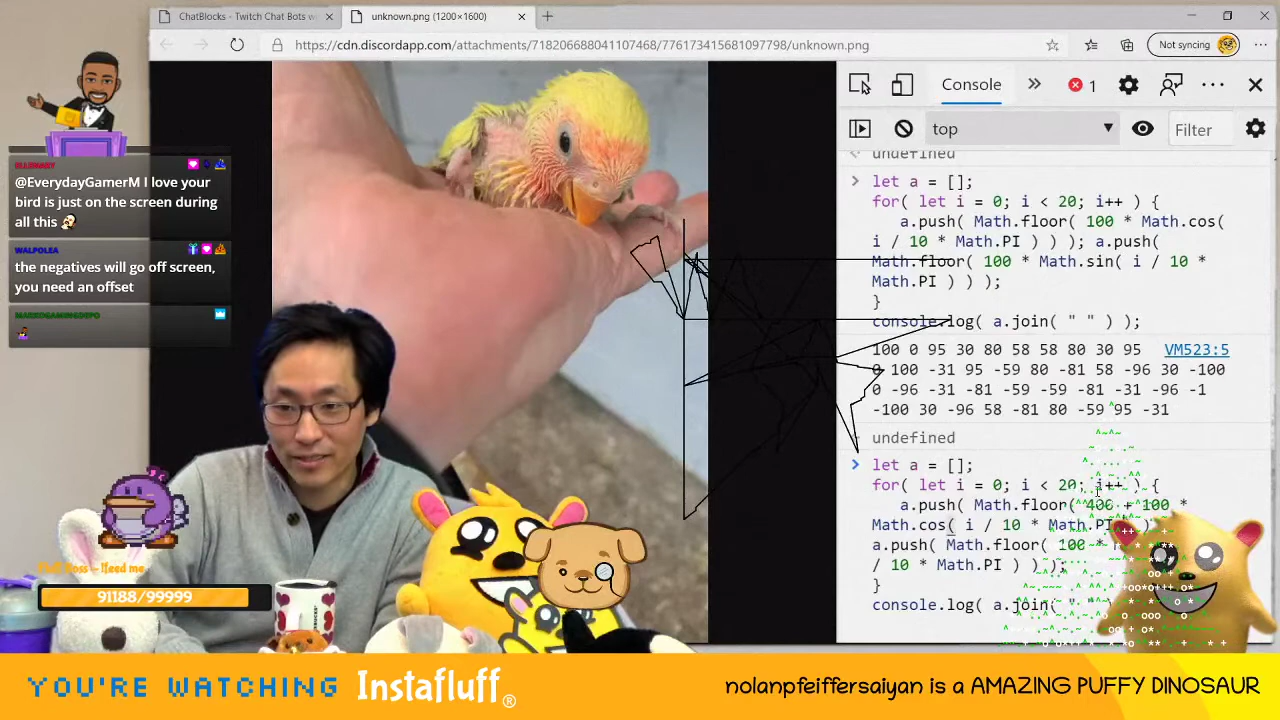 ChatBlocks - Twitch Chat Bots w
unknown.png (1200×1600)
https://cdn.discordapp.com/attachments/718206688041107468/776173415681097798/unknown.png
Not syncing
Console
1
top
Filter
@EverydayGamerM I love your
bird is just on the screen during
all this
WALPOLEA
the negatives will go off screen,
you need an offset
undefined
let a = [];
for( let i = 0; i < 20; i++ ) {
a.push( Math.floor( 100 * Math.cos(
i / 10 * Math.PI ) ) ); a.push(
Math.floor( 100 * Math.sin( i / 10 *
Math.PI ) ) );
}
console.log( a.join( " " ) );
100 0 95 30 80 58 58 80 30 95 VM523:5
0 100 -31 95 -59 80 -81 58 -96 30 -100
0 -96 -31 -81 -59 -59 -81 -31 -96 -1
-100 30 -96 58 -81 80 -59 95 -31
undefined
let a = [];
for( let i = 0; i < 20; i++ ) {
a.push( Math.floor( 400 + 100 *
Math.cos( i / 10 * Math.PI
a.push( Math.floor( 100 *
/ 10 * Math.PI ) ) );
}
console.log( a.join( " "
!feed me
91188/99999
YOU'RE WATCHING Instafluff®
nolanpfeiffersaiyan is a AMAZING PUFFY DINOSAUR